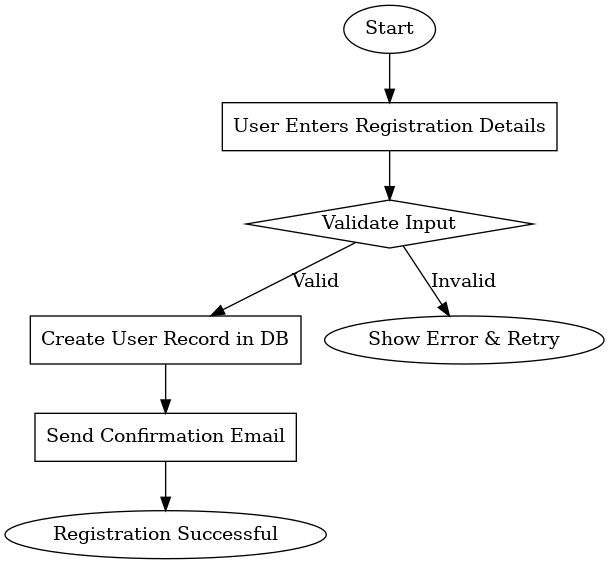 Start
User Enters Registration Details
Validate Input
Valid
Invalid
Create User Record in DB
Show Error & Retry
Send Confirmation Email
Registration Successful